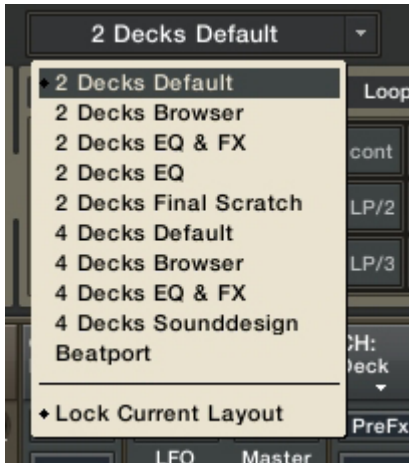 2 Decks Default
2 Decks Default
Loop
2 Decks Browser
2 Decks EQ & FX
cont
2 Decks EQ
2 Decks Final Scratch
LP/2
4 Decks Default
4 Decks Browser
LP/3
4 Decks EQ & FX
4 Decks Sounddesign
CH:
Beatport
Deck
Lock Current Layout
PreFx
LFO Master